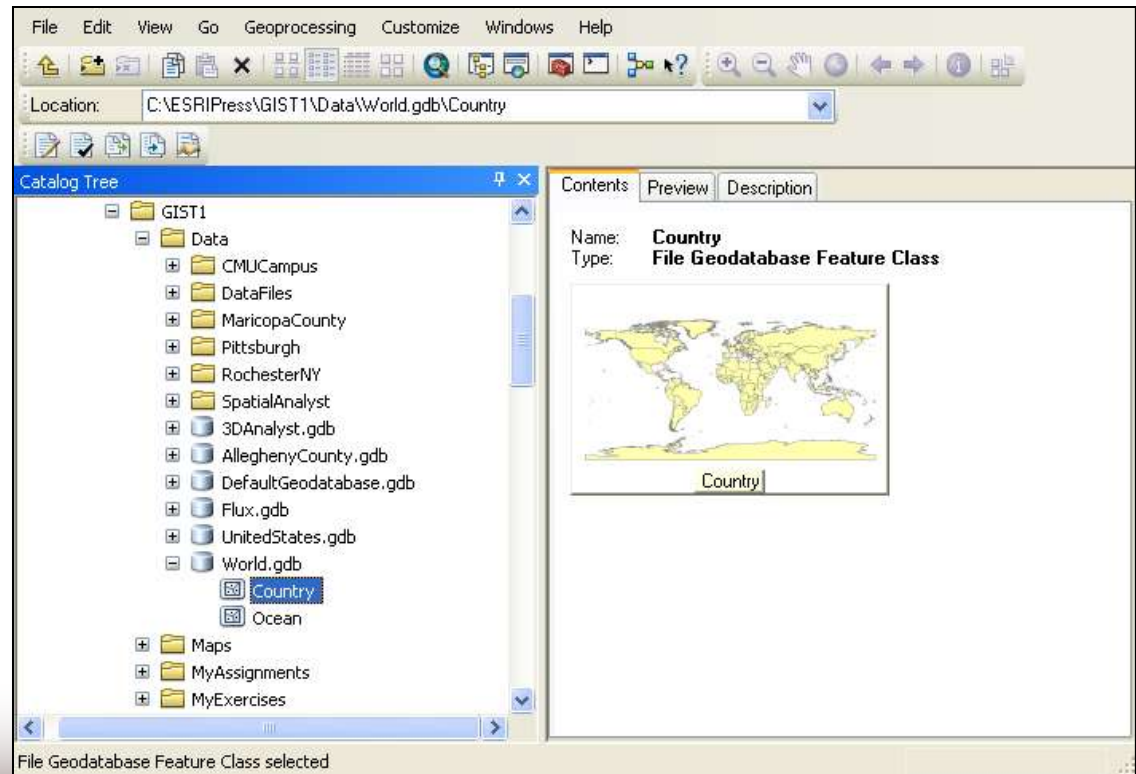 File Edit View Go Geoprocessing Customize Windows Help
Location: C:\ESRIPress\GIST1\Data\World.gdb\Country
Catalog Tree
GIST1
Data
CMUCampus
DataFiles
MaricopaCounty
Pittsburgh
RochesterNY
SpatialAnalyst
3DAnalyst.gdb
AlleghenyCounty.gdb
DefaultGeodatabase.gdb
Flux.gdb
UnitedStates.gdb
World.gdb
Country
Ocean
Maps
MyAssignments
MyExercises
Contents Preview Description
Name: Country
Type: File Geodatabase Feature Class
Country
File Geodatabase Feature Class selected